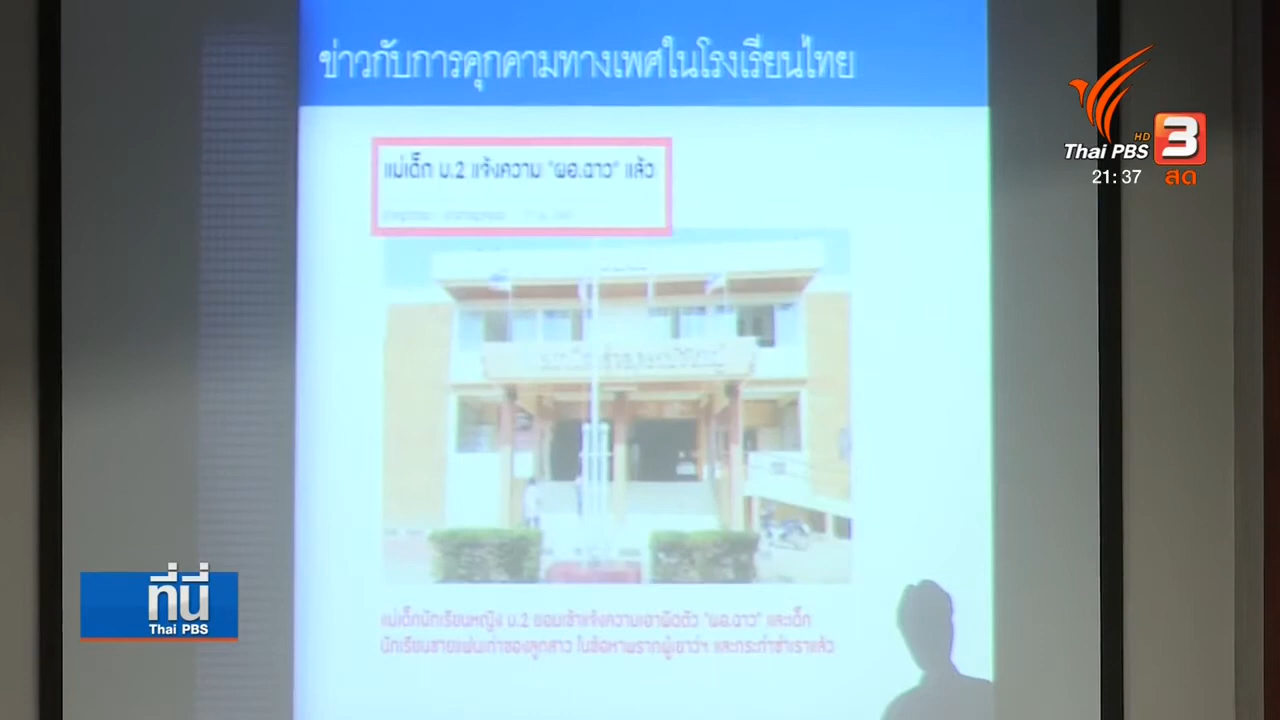 ข่าวกับการคุกคามทางเพศในโรงเรียนไทย
HD
Thai PBS
3
21:37
สด
แม่เด็ก ม.2 แจ้งความ "ผอ.ฉาว" แล้ว
แม่เด็กนักเรียนหญิง ม.2 ยอมเข้าแจ้งความเอาผิดตัว "ผอ.ฉาว" และเด็ก
นักเรียนชายแฟนเก่าของลูกสาว ในข้อหาพรากผู้เยาว์ฯ และกระทำชำเราแล้ว
ที่นี่
Thai PBS